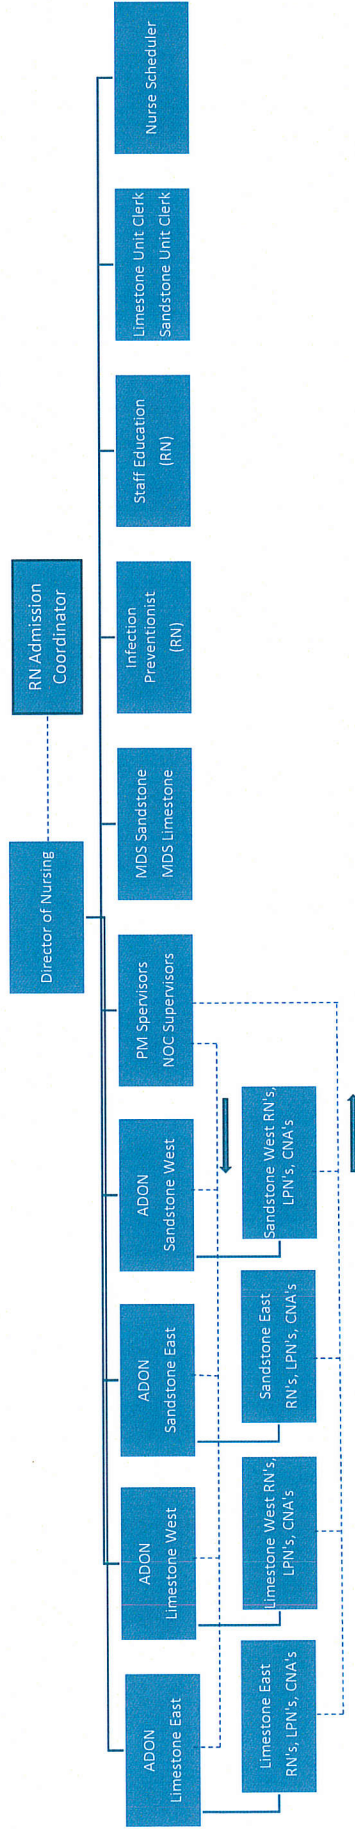 Director of Nursing
RN Admission
Coordinator
ADON
Limestone East
ADON
Limestone West
ADON
Sandstone East
ADON
Sandstone West
PM Spervisors
NOC Supervisors
MDS Sandstone
MDS Limestone
Infection
Preventionist
(RN)
Staff Education
(RN)
Limestone Unit Clerk
Sandstone Unit Clerk
Nurse Scheduler
Limestone East
RN's, LPN's, CNA's
Limestone West RN's,
LPN's, CNA's
Sandstone East
RN's, LPN's, CNA's
Sandstone West RN's,
LPN's, CNA's